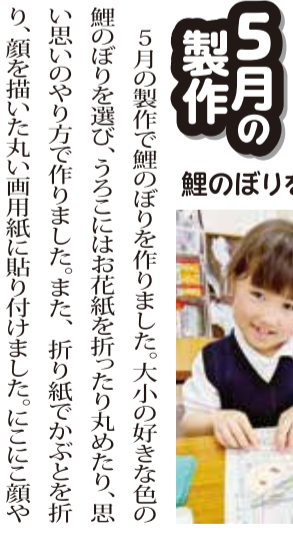 5月の
製作
鯉のぼりを
5月の製作で鯉のぼりを作りました。大小の好きな色の
鯉のぼりを選び、うろこにはお花紙を折ったり丸めたり、思
い思いのやり方で作りました。また、折り紙でかぶとを折
り、顔を描いた丸い画用紙に貼り付けました。にこにこ顔や